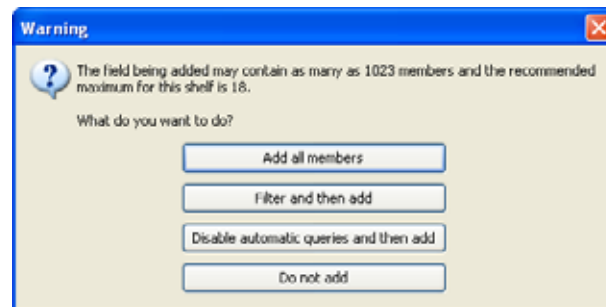 Warning
The field being added may contain as many as 1023 members and the recommended
maximum for this shelf is 18.
What do you want to do?
Add all members
Filter and then add
Disable automatic queries and then add
Do not add